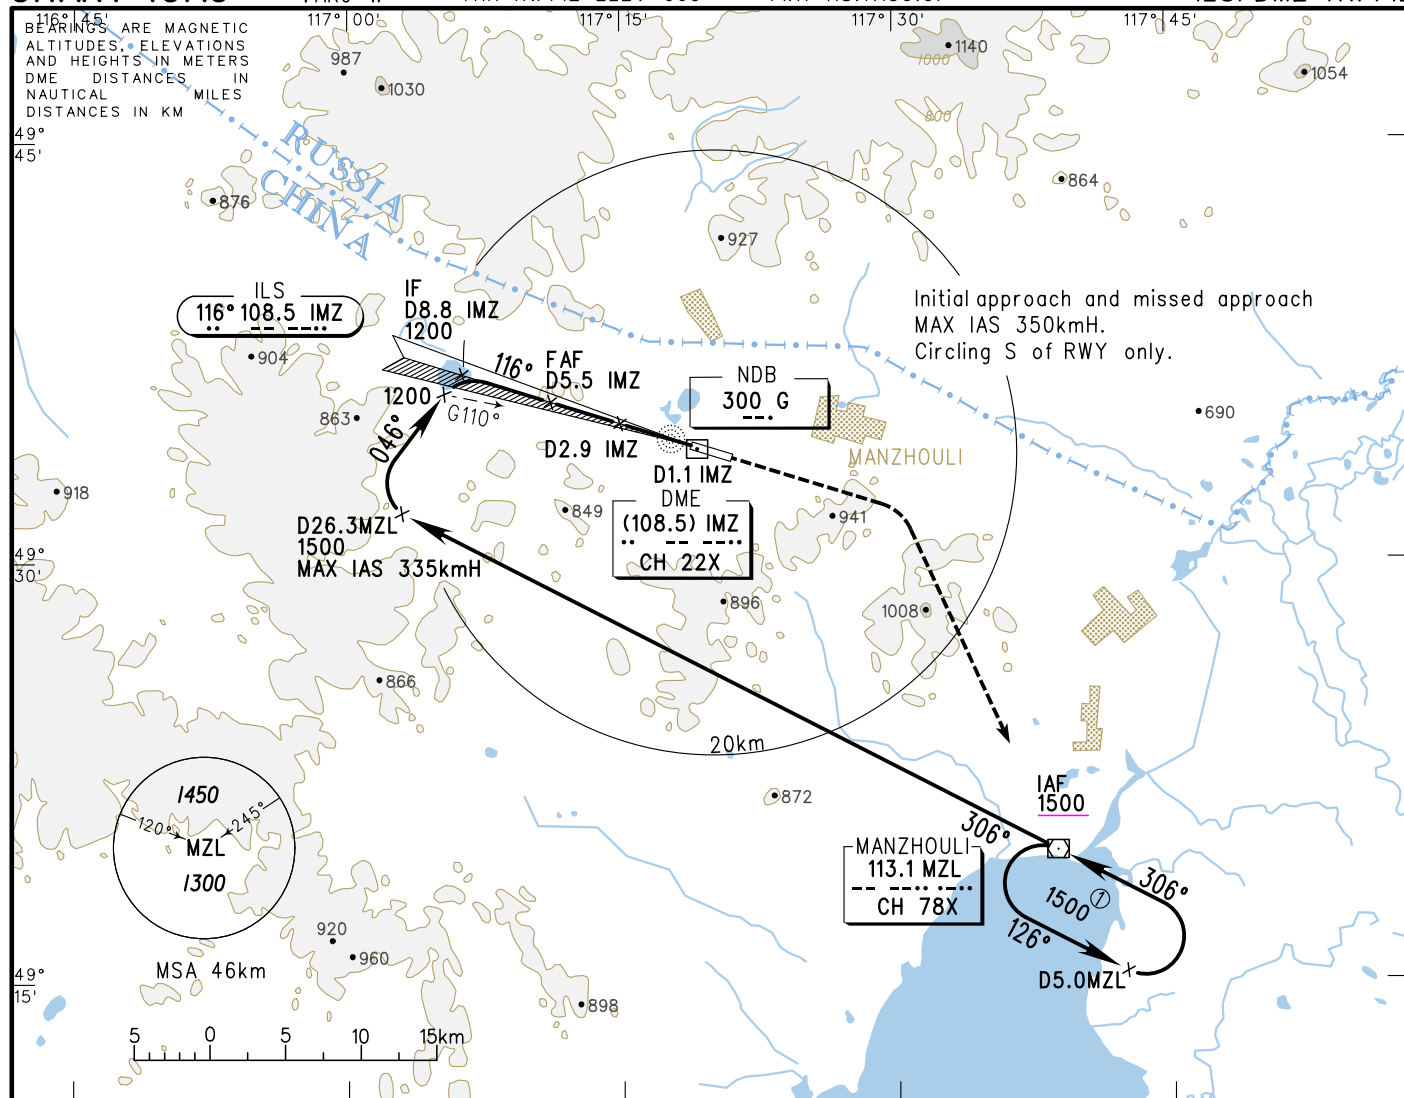 116° 45'
117° 00'
117° 15'
117° 30'
117° 45'
BEARINGS ARE MAGNETIC
ALTITUDES, ELEVATIONS
AND HEIGHTS IN METERS
DME DISTANCES IN
NAUTICAL MILES
DISTANCES IN KM
987
1030
1140
1000
800
1054
49°
45'
RUSSIA
CHINA
876
864
927
ILS
116° 108.5 IMZ
904
IF
D8.8 IMZ
1200
Initial approach and missed approach
MAX IAS 350kmH.
Circling S of RWY only.
116°
FAF
D5.5 IMZ
NDB
300 G
1200
G110°
863
046°
690
D2.9 IMZ
MANZHOULI
D1.1 IMZ
918
DME
(108.5) IMZ
CH 22X
849
941
D26.3MZL
1500
MAX IAS 335kmH
49°
30'
896
1008
866
20km
IAF
1500
872
1450
120°
245°
MZL
1300
306°
MANZHOULI
113.1 MZL
CH 78X
306°
1500 ①
126°
D5.0MZL
920
960
MSA 46km
49°
15'
898
5 0 5 10 15km